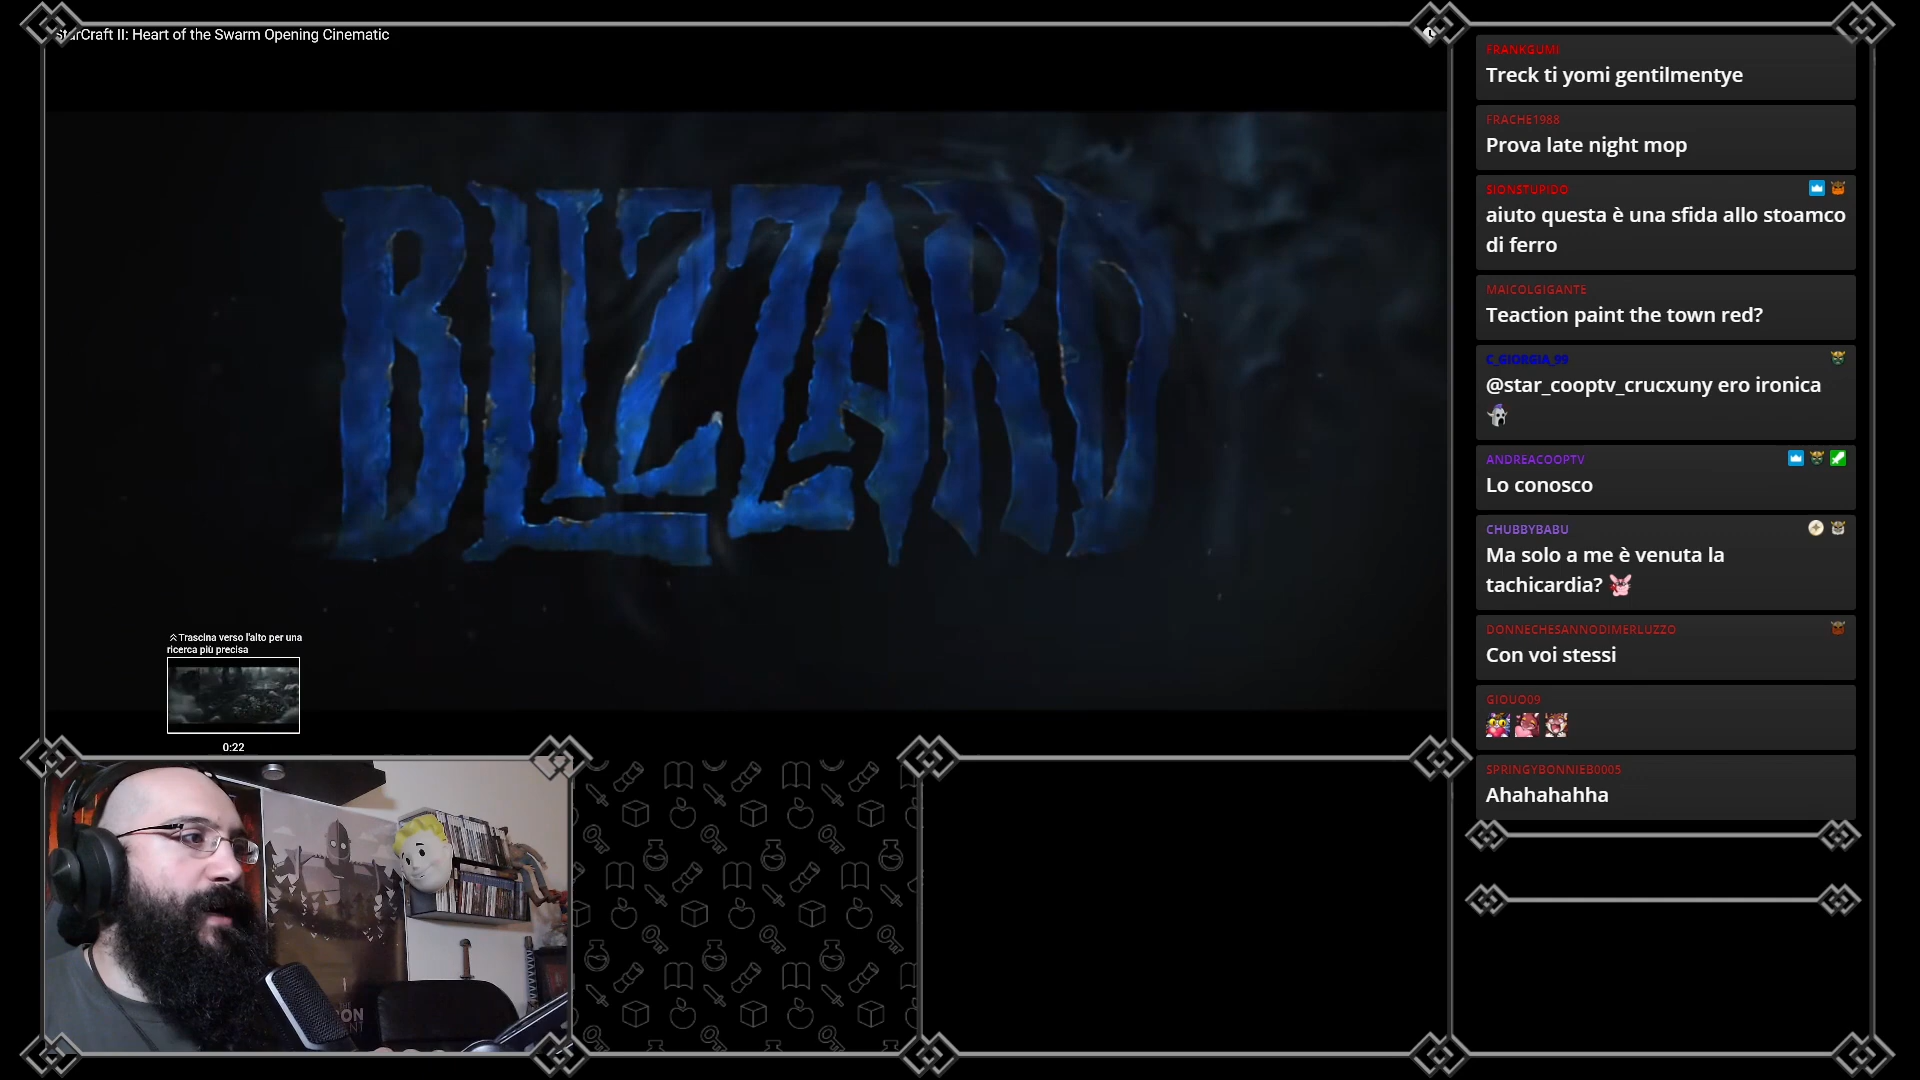 StarCraft II: Heart of the Swarm Opening Cinematic
BLIZZARD
Trascina verso l'alto per una
ricerca più precisa
0:22
FRANKGUMI
Treck ti yomi gentilmentye
FRACHE1988
Prova late night mop
SIONSTUPIDO
aiuto questa è una sfida allo stoamco
di ferro
MAICOLGIGANTE
Teaction paint the town red?
C_GIORGIA_99
@star_cooptv_crucxuny ero ironica
ANDREACOOPTV
Lo conosco
CHUBBYBABU
Ma solo a me è venuta la
tachicardia?
DONNECHESANNODIMERLUZZO
Con voi stessi
GIOUO09
SPRINGYBONNIEB0005
Ahahahahha